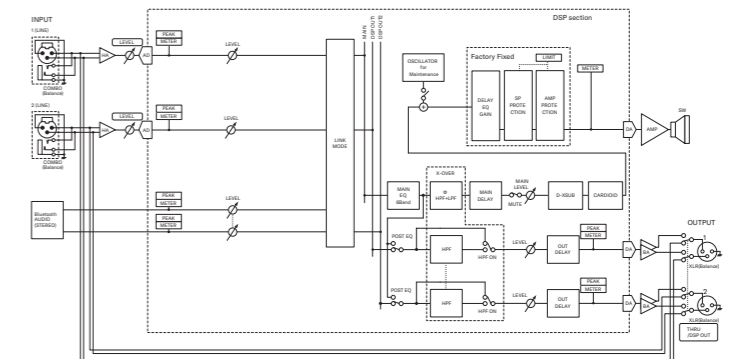 INPUT
1 (LINE)
HA
LEVEL
AD
COMBO
(Balance)
PEAK
METER
LEVEL
2 (LINE)
HA
LEVEL
AD
COMBO
(Balance)
PEAK
METER
LEVEL
Bluetooth
AUDIO
(STEREO)
PEAK
METER
PEAK
METER
LEVEL
LINK
MODE
MAIN
DSP OUT1
DSP OUT2
DSP section
OSCILLATOR
for
Maintenance
Factory Fixed
LIMIT
DELAY
EQ
GAIN
SP
PROTE
CTION
AMP
PROTE
CTION
METER
DA
AMP
SW
X-OVER
MAIN
EQ
6Band
Φ
HPF+LPF
MAIN
DELAY
MAIN
LEVEL
MUTE
D-XSUB
CARDIOID
POST EQ
HPF
HPF ON
LEVEL
OUT
DELAY
PEAK
METER
DA
BA
OUTPUT
1
XLR(Balance)
POST EQ
HPF
HPF ON
LEVEL
OUT
DELAY
PEAK
METER
DA
BA
2
XLR(Balance)
THRU
/DSP OUT